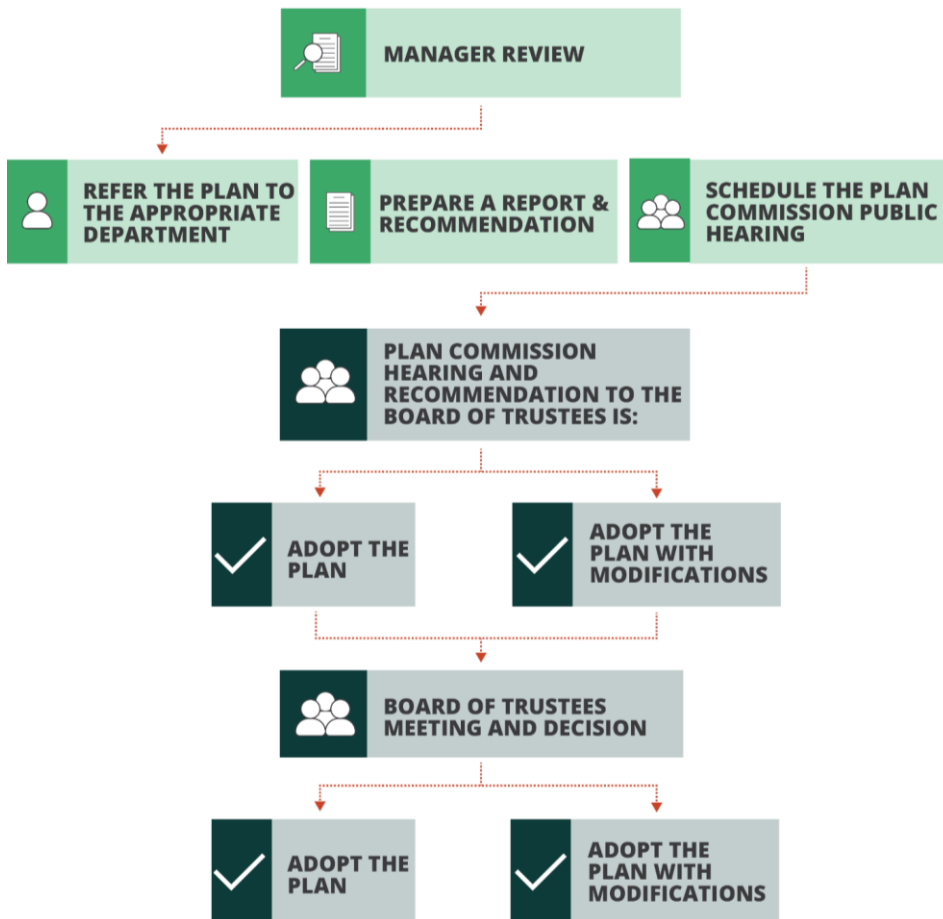 MANAGER REVIEW
REFER THE PLAN TO
THE APPROPRIATE
DEPARTMENT
PREPARE A REPORT &
RECOMMENDATION
SCHEDULE THE PLAN
COMMISSION PUBLIC
HEARING
PLAN COMMISSION
HEARING AND
RECOMMENDATION TO THE
BOARD OF TRUSTEES IS:
ADOPT THE
PLAN
ADOPT THE
PLAN WITH
MODIFICATIONS
BOARD OF TRUSTEES
MEETING AND DECISION
ADOPT THE
PLAN
ADOPT THE
PLAN WITH
MODIFICATIONS